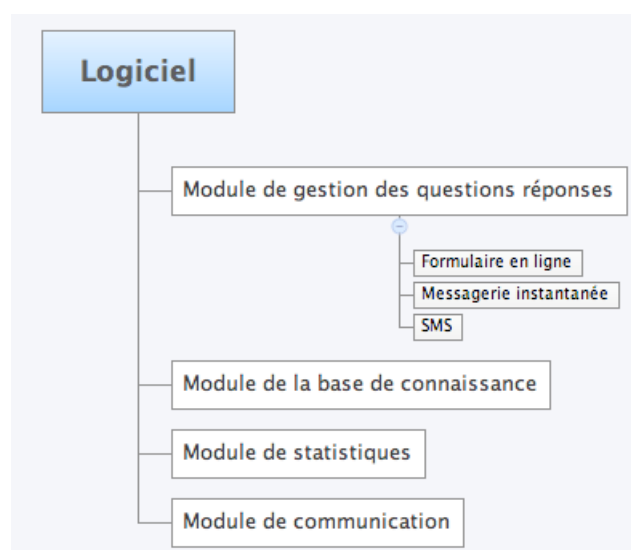 Logiciel
Module de gestion des questions réponses
Formulaire en ligne
Messagerie instantanée
SMS
Module de la base de connaissance
Module de statistiques
Module de communication